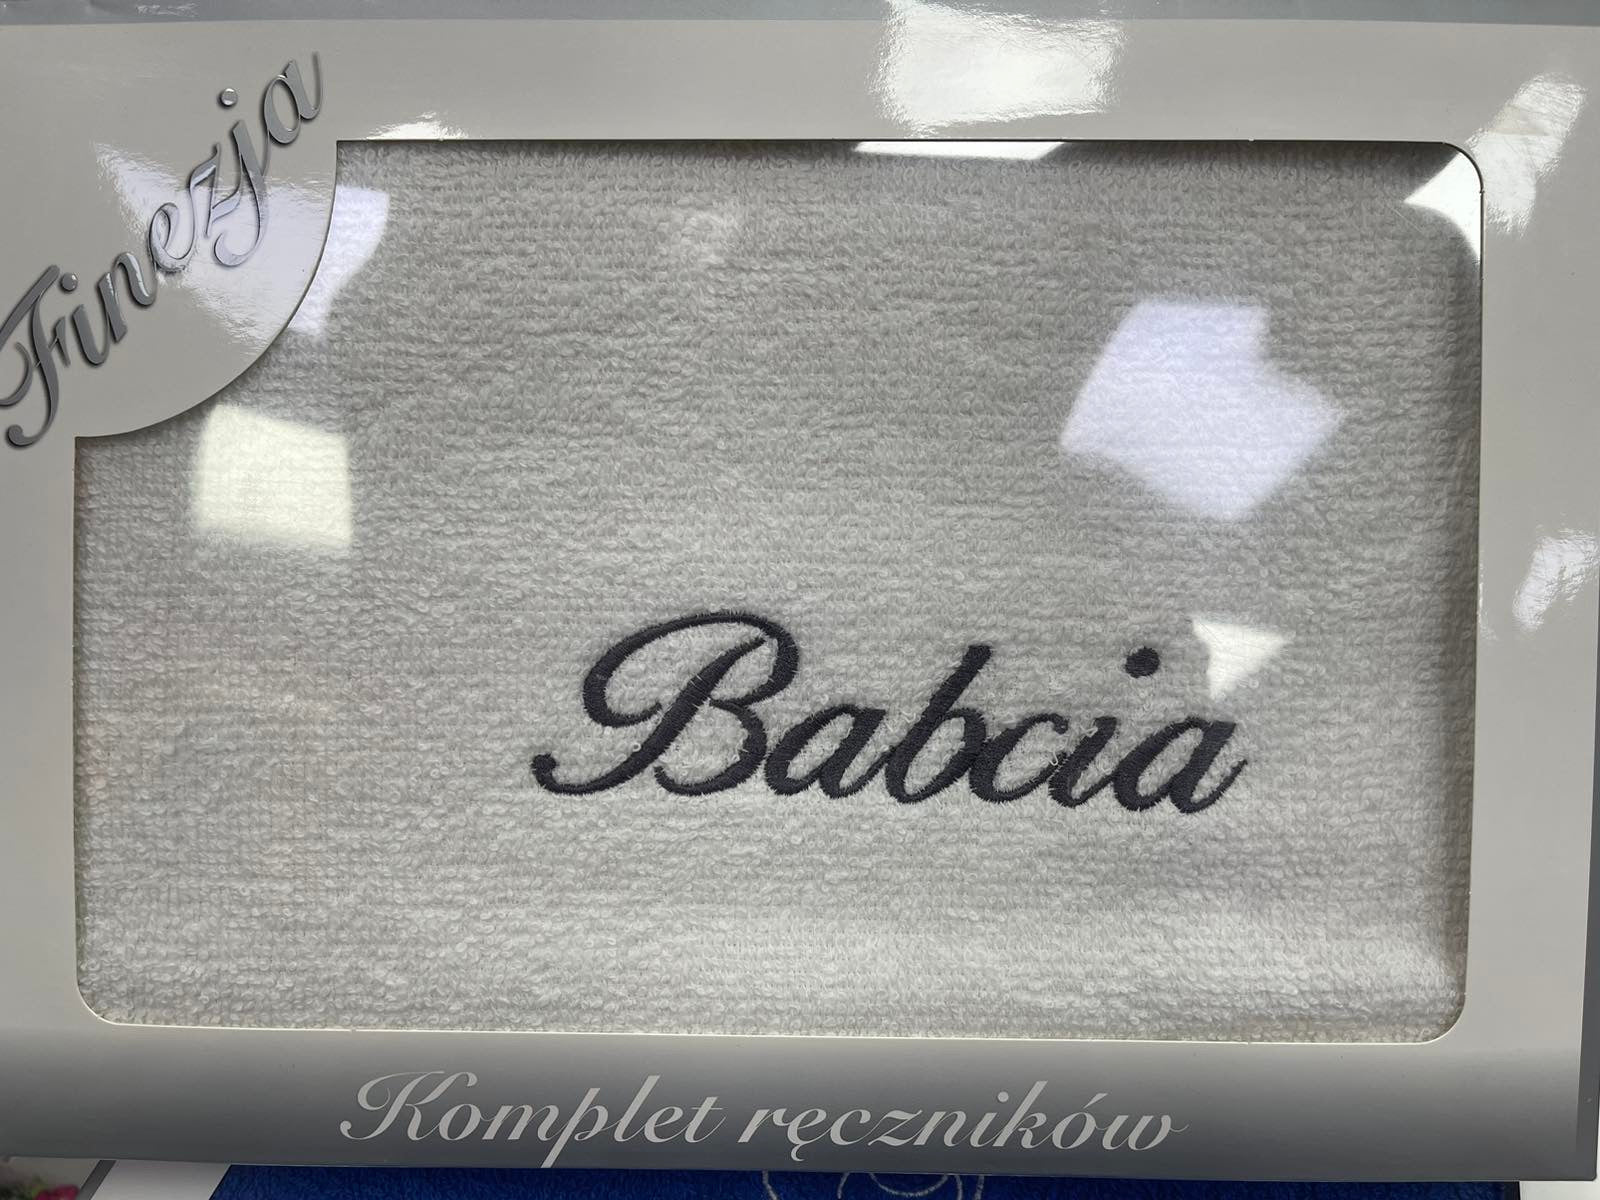 Finezja
Babcia
Komplet ręczników